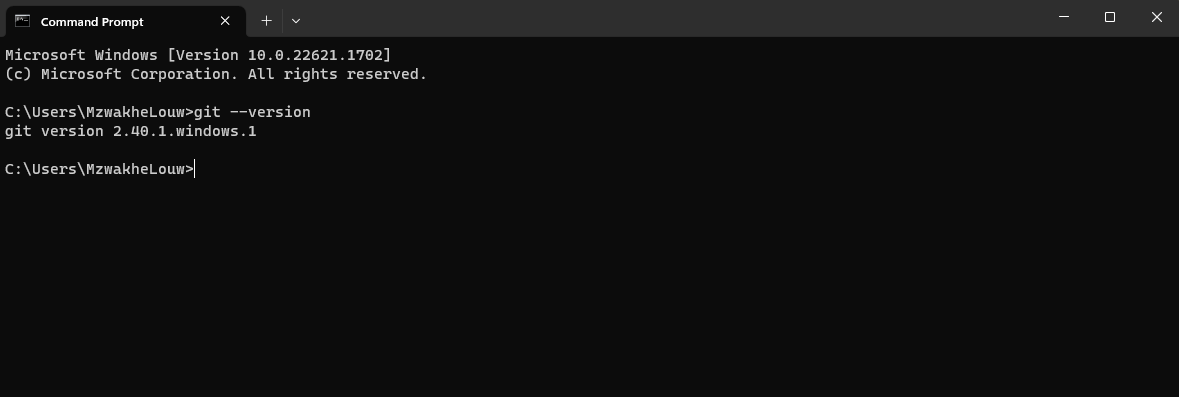 Command Prompt
Microsoft Windows [Version 10.0.22621.1702]
(c) Microsoft Corporation. All rights reserved.
C:\Users\MzwakheLouw>git --version
git version 2.40.1.windows.1
C:\Users\MzwakheLouw>